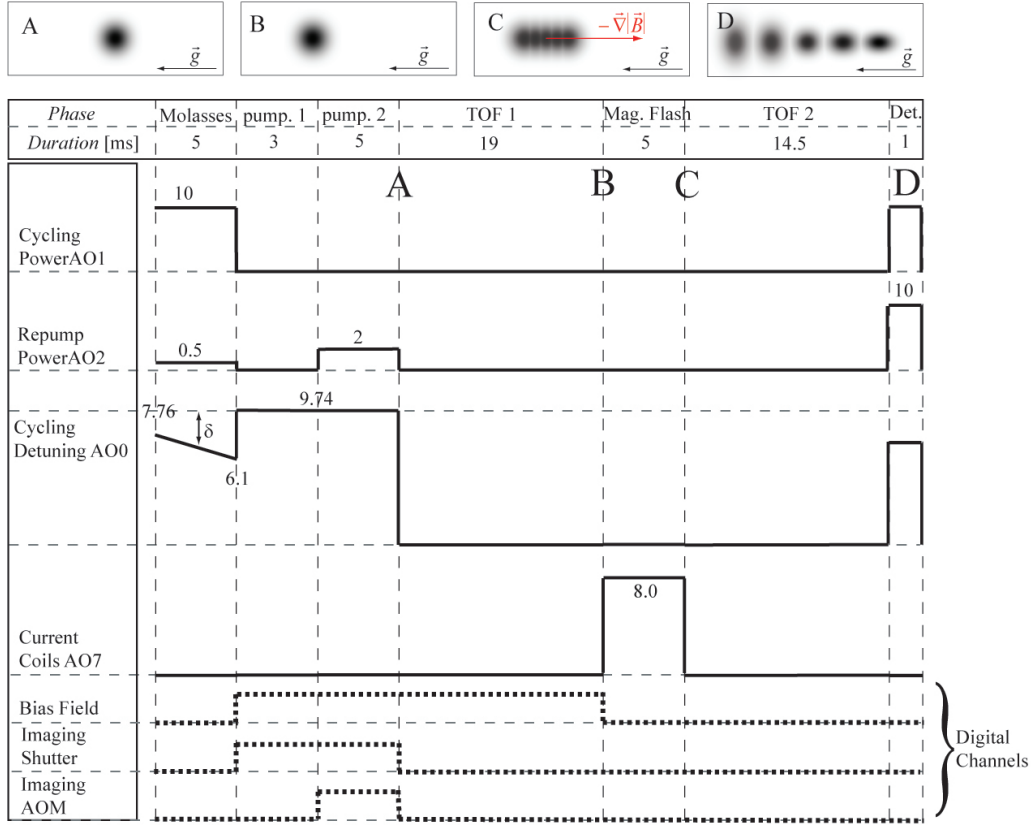 A
g
B
g
C
− ∇|B|
g
D
g
Phase Molasses pump. 1 pump. 2 TOF 1 Mag. Flash TOF 2 Det.
Duration [ms] 5 3 5 19 5 14.5 1
A B C D
10
Cycling
PowerAO1
10
Repump
PowerAO2
0.5
2
7.76
9.74
δ
Cycling
Detuning AO0
6.1
8.0
Current
Coils AO7
Bias Field
Imaging
Shutter
Imaging
AOM
Digital
Channels